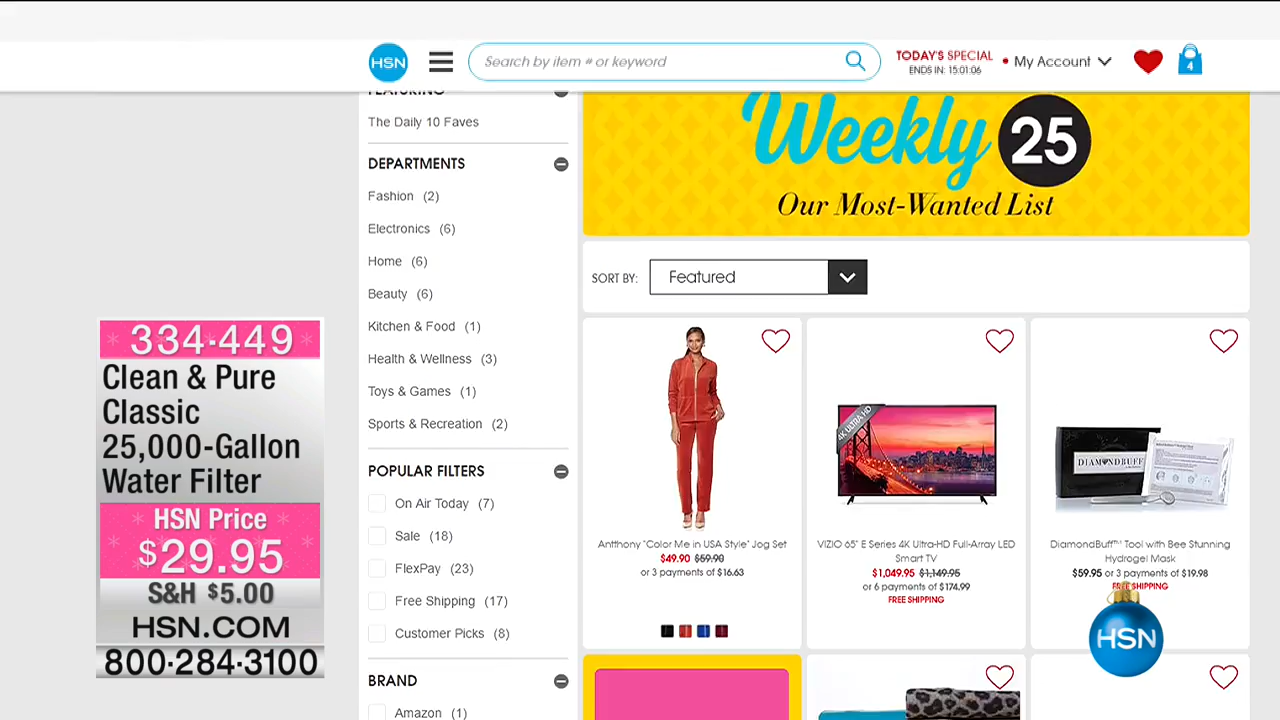 HSN
Search by item # or keyword
TODAY'S SPECIAL
ENDS IN: 15:01:06
My Account
4
FEATURING
The Daily 10 Faves
DEPARTMENTS
Fashion (2)
Electronics (6)
Home (6)
Beauty (6)
Kitchen & Food (1)
Health & Wellness (3)
Toys & Games (1)
Sports & Recreation (2)
POPULAR FILTERS
On Air Today (7)
Sale (18)
FlexPay (23)
Free Shipping (17)
Customer Picks (8)
BRAND
Amazon (1)
Weekly 25
Our Most-Wanted List
SORT BY: Featured
Antthony "Color Me in USA Style" Jog Set
$49.90 $59.90
or 3 payments of $16.63
4K ULTRA HD
VIZIO 65" E Series 4K Ultra-HD Full-Array LED
Smart TV
$1,049.95 $1,149.95
or 6 payments of $174.99
FREE SHIPPING
DIAMONDBUFF
DiamondBuff™ Tool with Bee Stunning
Hydrogel Mask
$59.95 or 3 payments of $19.98
FREE SHIPPING
HSN
334·449
Clean & Pure
Classic
25,000-Gallon
Water Filter
HSN Price
$29.95
S&H $5.00
HSN.COM
800·284·3100